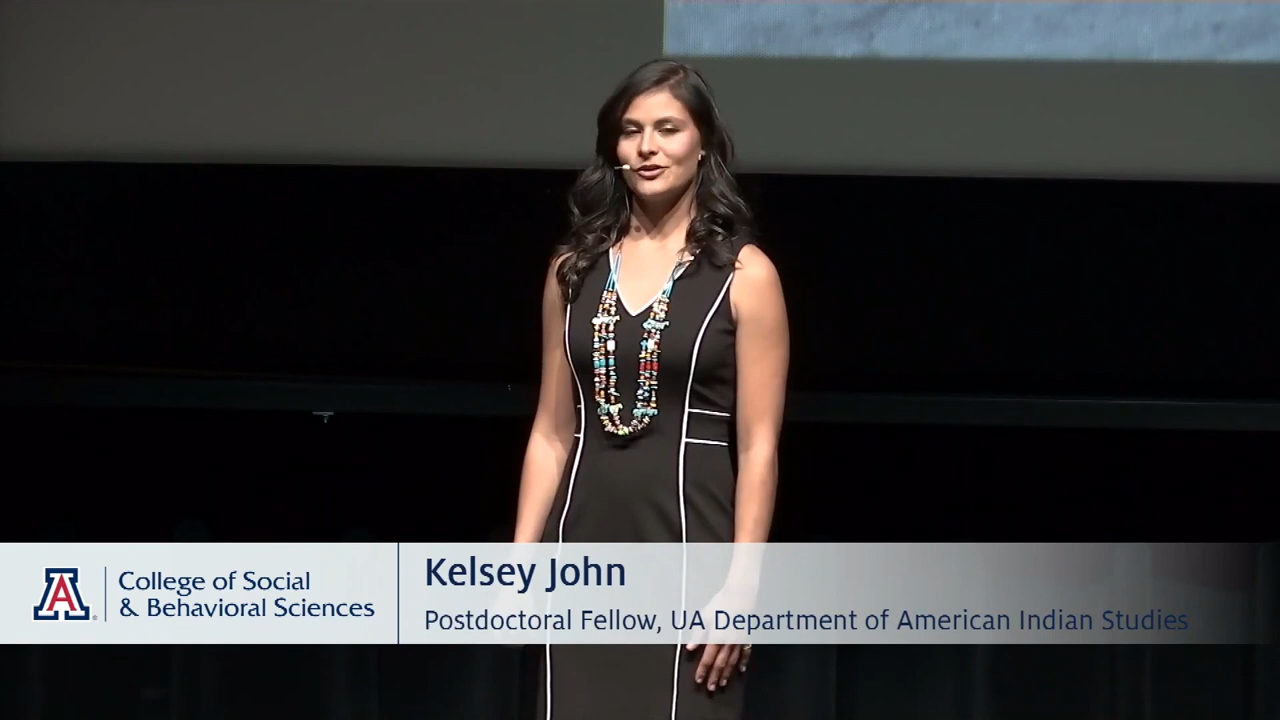 A
College of Social
& Behavioral Sciences
Kelsey John
Postdoctoral Fellow, UA Department of American Indian Studies